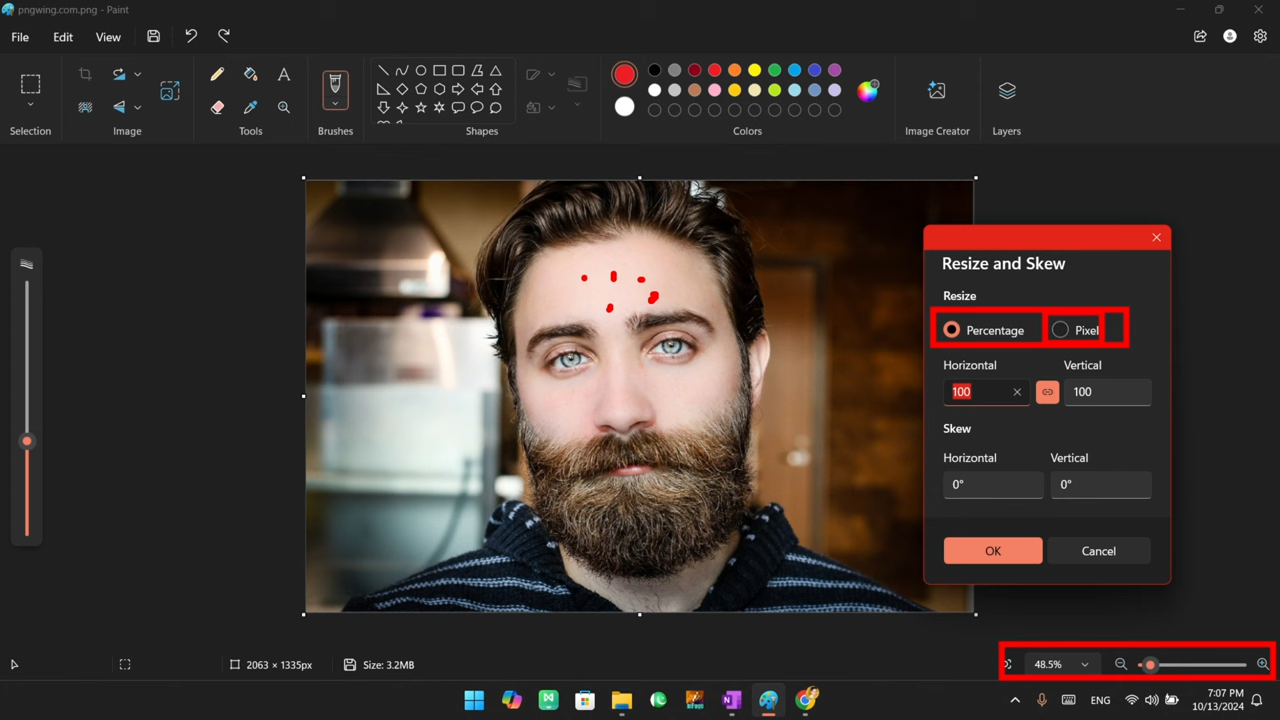 pngwing.com.png - Paint
File Edit View
Selection Image Tools Brushes Shapes Colors Image Creator Layers
Resize and Skew
Resize
Percentage Pixel
Horizontal Vertical
100 100
Skew
Horizontal Vertical
0° 0°
OK Cancel
2063 × 1335px Size: 3.2MB 48.5%
ENG 7:07 PM
10/13/2024